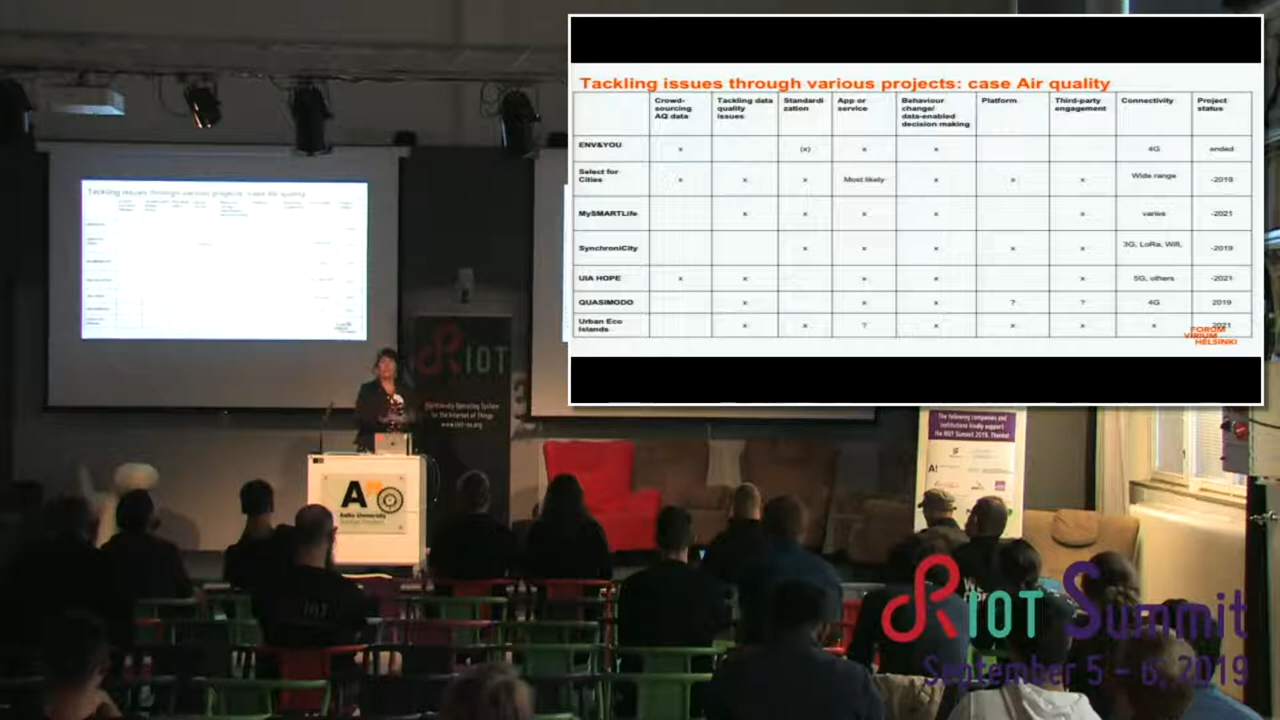 Tackling issues through various projects: case Air quality
Crowd-
sourcing
AQ data
Tackling data
quality
issues
Standardi
zation
App or
service
Behaviour
change/
data-enabled
decision making
Platform
Third-party
engagement
Connectivity
Project
status
ENV&YOU x (x) x x 4G ended
Select for
Cities
x x x Most likely x x x Wide range -2019
MySMARTLife x x x x x varies -2021
SynchroniCity x x x x x 3G, LoRa, Wifi, -2019
UIA HOPE x x x x x 5G, others -2021
QUASIMODO x x x ? ? 4G 2019
Urban Eco
Islands
x x ? x x x x 2021
FORUM
VIRIUM
HELSINKI
Tackling issues through various projects: case Air quality
RIOT
Operating System
for the Internet of Things
www.riot-os.org
The following companies and
institutions kindly support
the RIOT Summit 2019. Thanks!
A!
A
Aalto University
IOT
RIOT Summit
September 5 - 6, 2019